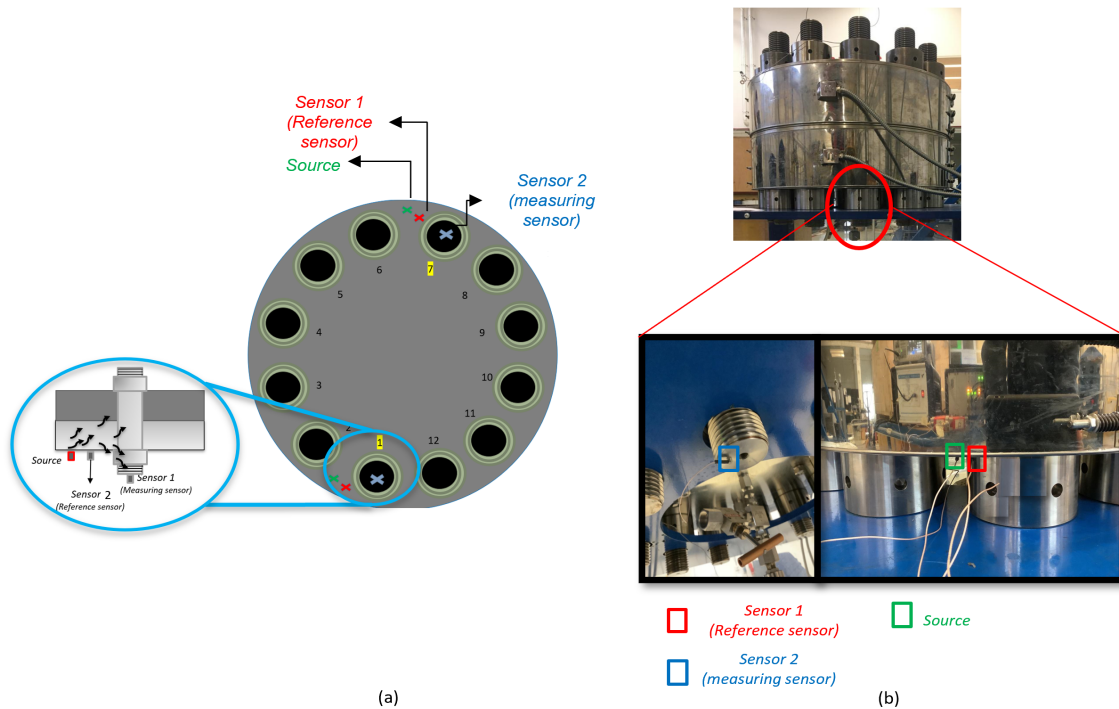 Sensor 1
(Reference
sensor)
Source
Sensor 2
(measuring
sensor)
6
7
5
8
4
9
3
10
2
11
1
12
Source
Sensor 2
(Reference sensor)
Sensor 1
(Measuring sensor)
(a)
Sensor 1
(Reference sensor)
Source
Sensor 2
(measuring sensor)
(b)